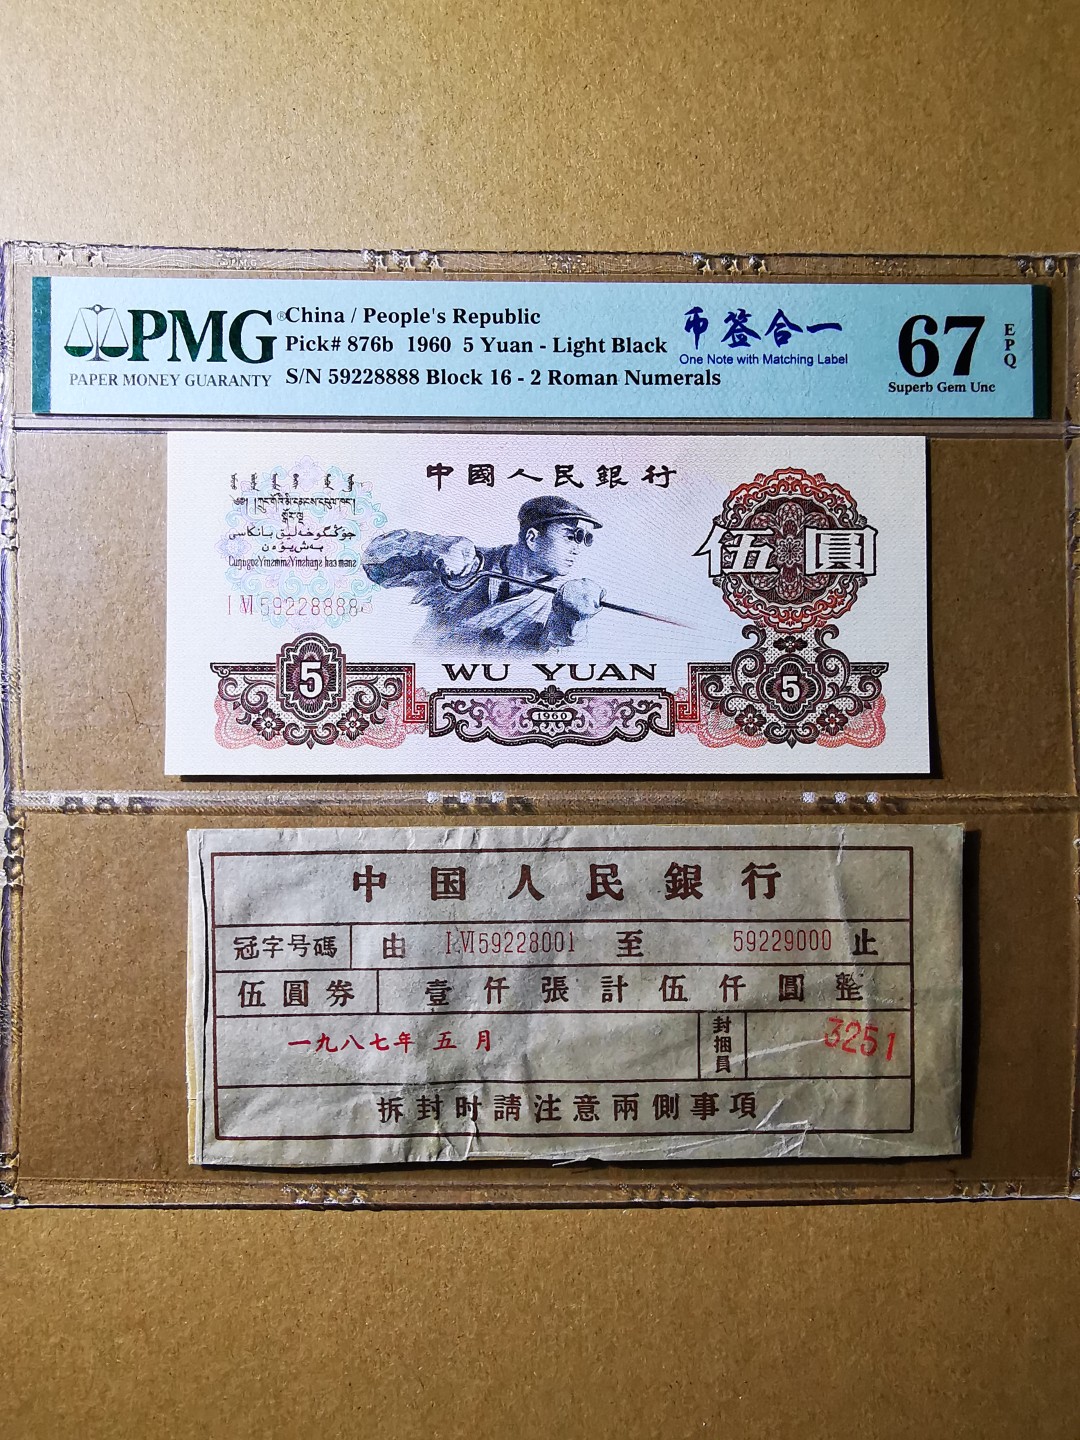 PMG®
PAPER MONEY GUARANTY
China / People's Republic
Pick# 876b 1960 5 Yuan - Light Black
S/N 59228888 Block 16 - 2 Roman Numerals
币签合一
One Note with Matching Label
67
EPQ
Superb Gem Unc
中國人民銀行
伍圓
I VI 59228888
5
WU YUAN
5
1960
中国人民銀行
冠字号碼 由 I VI 59228001 至 59229000 止
伍圓券 壹仟張計伍仟圓整
一九八七年 五月 封捆員 3251
拆封时請注意兩側事項